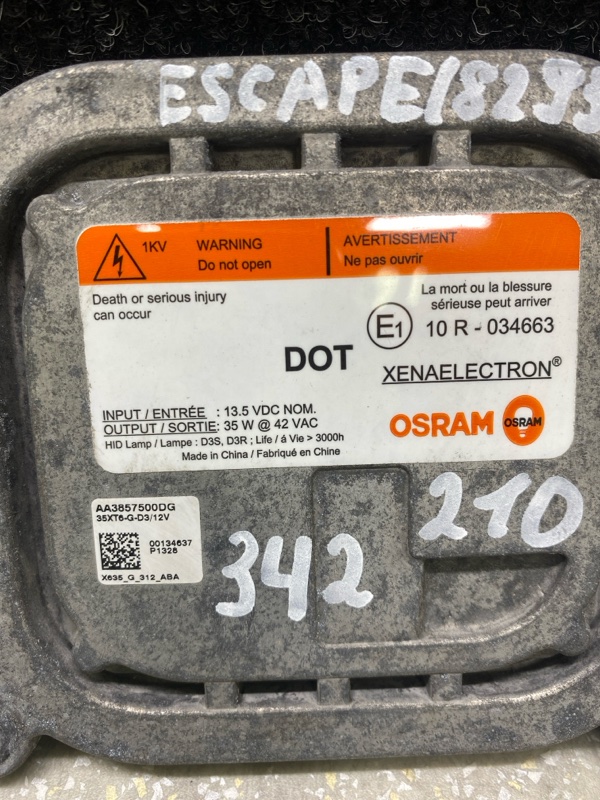 ESCAPE/8299
1KV WARNING AVERTISSEMENT
Do not open Ne pas ouvrir
Death or serious injury
can occur
La mort ou la blessure
sérieuse peut arriver
E1 10 R - 034663
DOT
XENAELECTRON®
INPUT / ENTRÉE : 13.5 VDC NOM.
OUTPUT / SORTIE: 35 W @ 42 VAC
HID Lamp / Lampe : D3S, D3R ; Life / á Vie > 3000h
Made in China / Fabriqué en Chine
OSRAM OSRAM
AA3857500DG
35XT6-G-D3/12V
00134637
P1328
X635_G_312_ABA
342
210